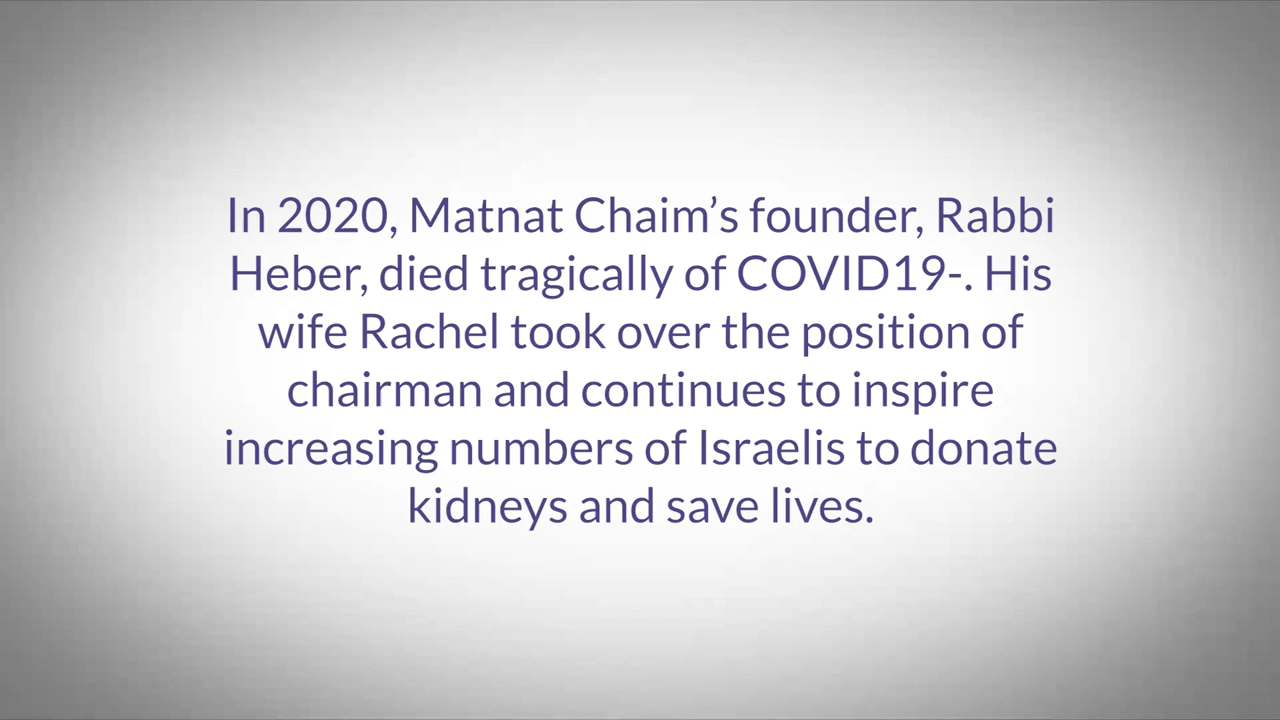 In 2020, Matnat Chaim’s founder, Rabbi
Heber, died tragically of COVID19-. His
wife Rachel took over the position of
chairman and continues to inspire
increasing numbers of Israelis to donate
kidneys and save lives.